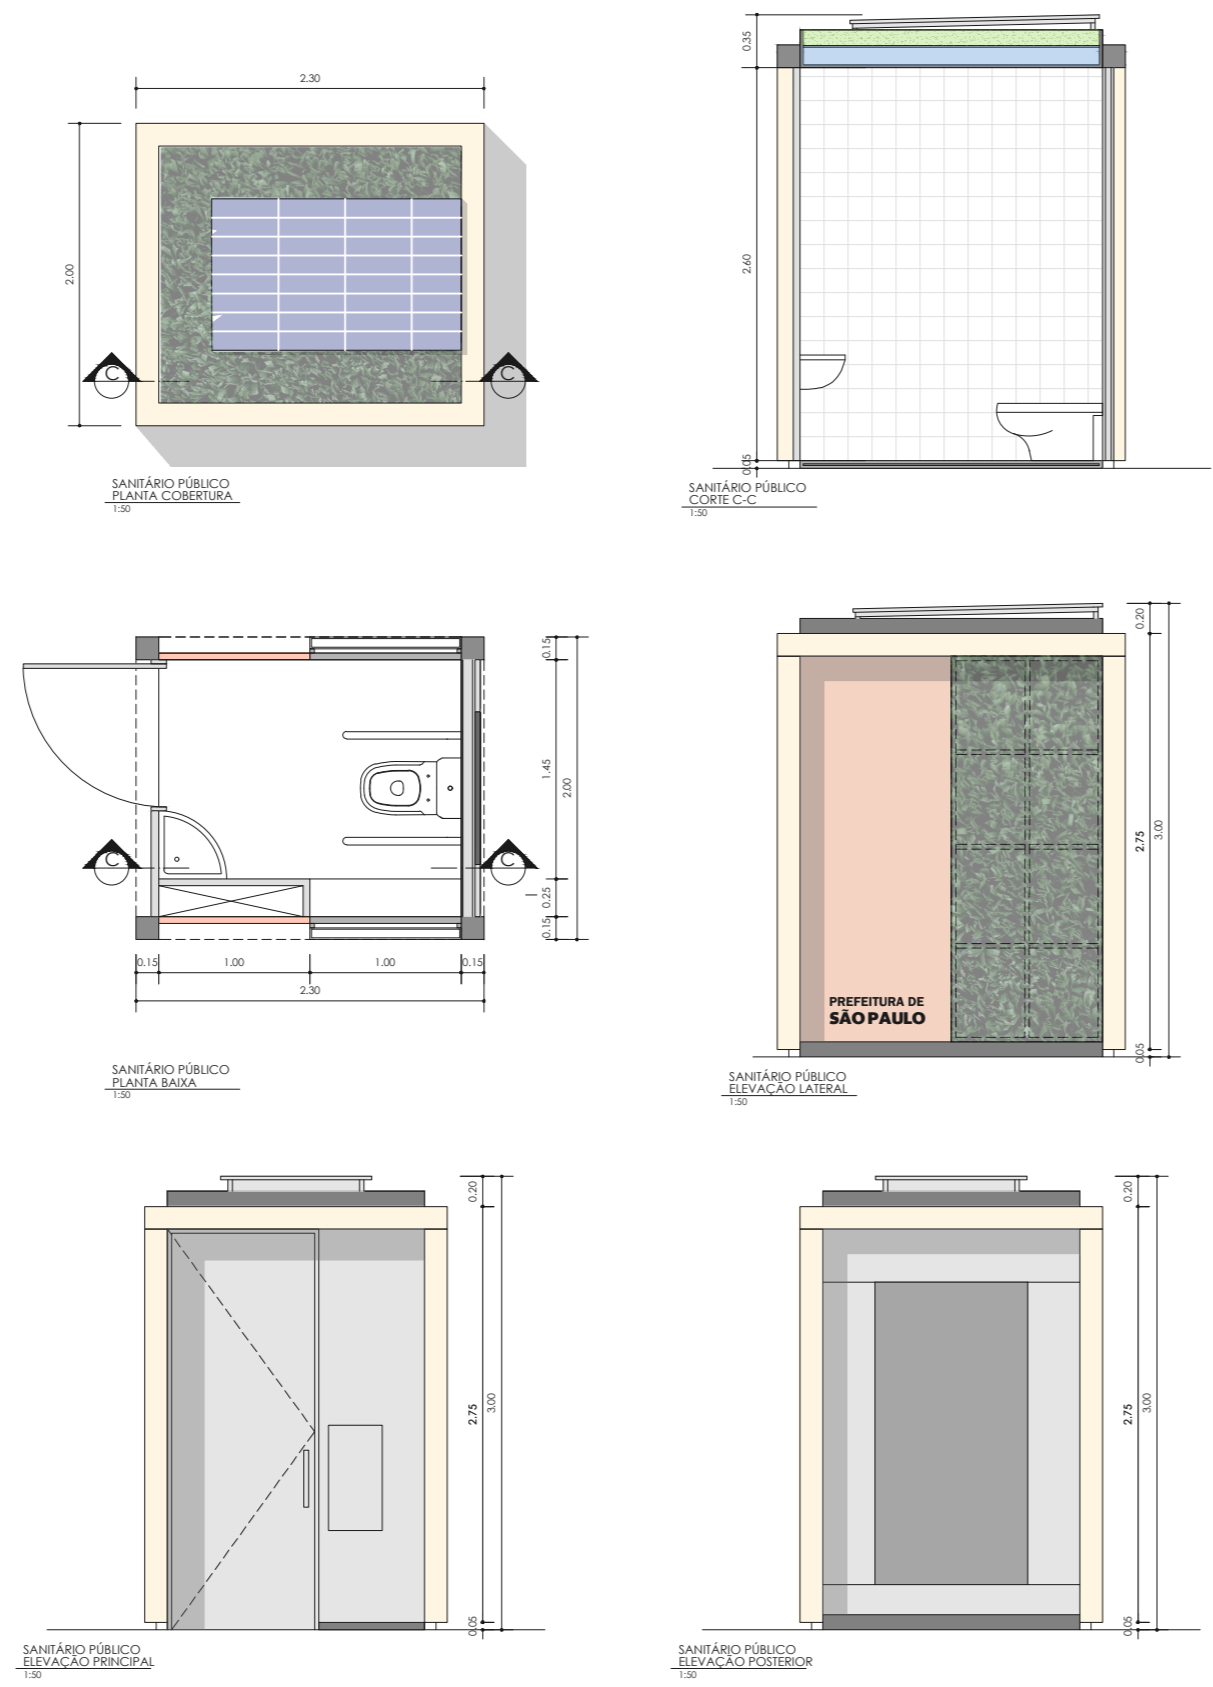 2.30
2.00
C
C
SANITÁRIO PÚBLICO
PLANTA COBERTURA
1:50
0.35
2.60
0.05
SANITÁRIO PÚBLICO
CORTE C-C
1:50
0.15
1.45
2.00
0.25
0.15
C
C
0.15
1.00
1.00
0.15
2.30
SANITÁRIO PÚBLICO
PLANTA BAIXA
1:50
0.20
2.75
3.00
0.05
PREFEITURA DE
SÃO PAULO
SANITÁRIO PÚBLICO
ELEVAÇÃO LATERAL
1:50
0.20
2.75
3.00
0.05
SANITÁRIO PÚBLICO
ELEVAÇÃO PRINCIPAL
1:50
0.20
2.75
3.00
0.05
SANITÁRIO PÚBLICO
ELEVAÇÃO POSTERIOR
1:50